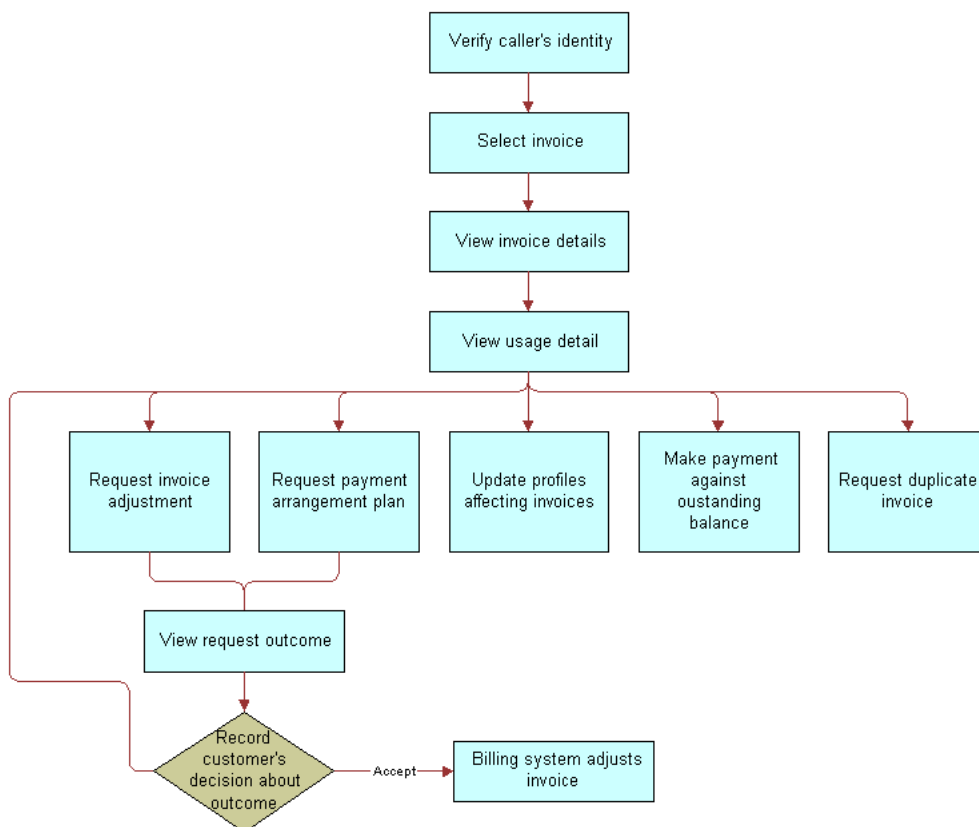 Verify caller's identity
Select invoice
View invoice details
View usage detail
Request invoice
adjustment
Request payment
arrangement plan
Update profiles
affecting invoices
Make payment
against
oustanding
balance
Request duplicate
invoice
View request outcome
Record
customer's
decision about
outcome
Accept
Billing system adjusts
invoice